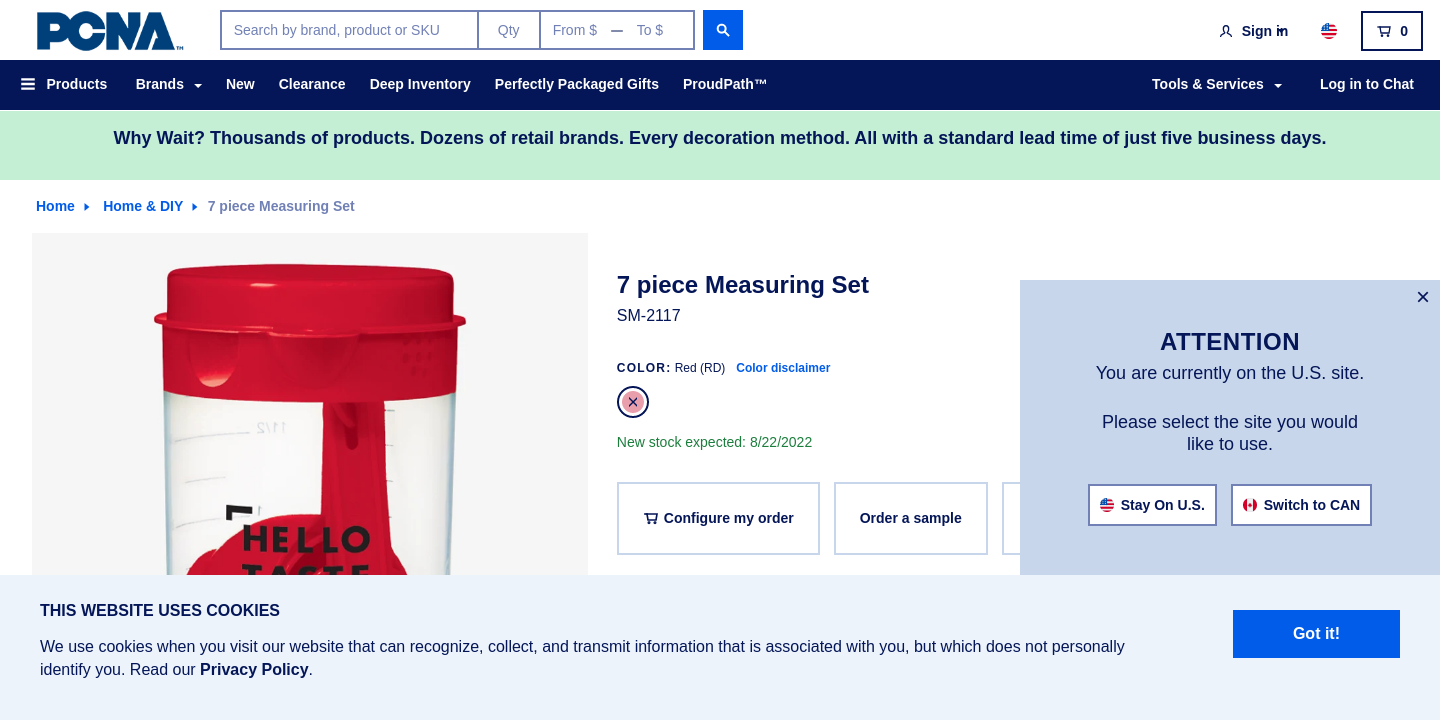 PCNA™
Search by brand, product or SKU
Qty
From $ — To $
Sign in
0
Products
Brands
New
Clearance
Deep Inventory
Perfectly Packaged Gifts
ProudPath™
Tools & Services
Log in to Chat
Why Wait? Thousands of products. Dozens of retail brands. Every decoration method. All with a standard lead time of just five business days.
Home
Home & DIY
7 piece Measuring Set
HELLO
TASTE
7 piece Measuring Set
SM-2117
COLOR: Red (RD) Color disclaimer
New stock expected: 8/22/2022
Configure my order
Order a sample
×
ATTENTION
You are currently on the U.S. site.
Please select the site you would
like to use.
Stay On U.S.
Switch to CAN
THIS WEBSITE USES COOKIES
We use cookies when you visit our website that can recognize, collect, and transmit information that is associated with you, but which does not personally
identify you. Read our Privacy Policy.
Got it!